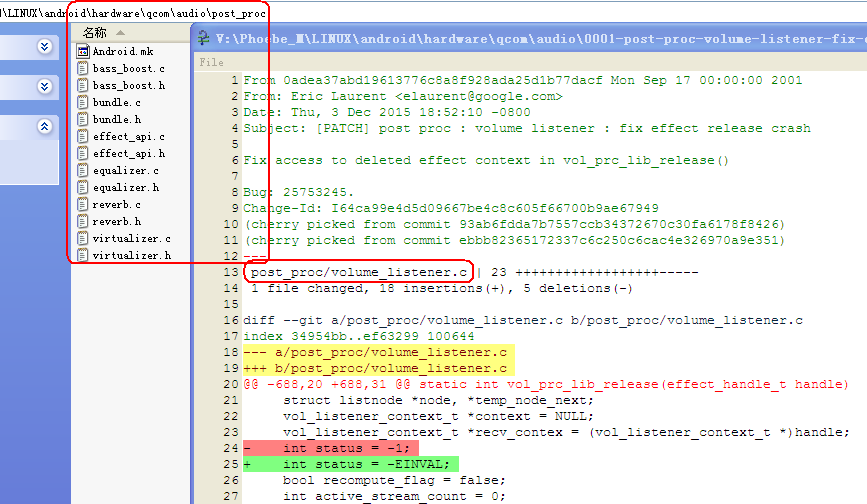 M\LINUX\android\hardware\qcom\audio\post_proc
名称
Android.mk
bass_boost.c
bass_boost.h
bundle.c
bundle.h
effect_api.c
effect_api.h
equalizer.c
equalizer.h
reverb.c
reverb.h
virtualizer.c
virtualizer.h
V:\Phoebe_M\LINUX\android\hardware\qcom\audio\0001-post-proc-volume-listener-fix-
File
1 From 0adea37abd19613776c8a8f928ada25d1b77dacf Mon Sep 17 00:00:00 2001
2 From: Eric Laurent <elaurent@google.com>
3 Date: Thu, 3 Dec 2015 18:52:10 -0800
4 Subject: [PATCH] post proc : volume listener : fix effect release crash
5
6 Fix access to deleted effect context in vol_prc_lib_release()
7
8 Bug: 25753245.
9 Change-Id: I64ca99e4d5d09667be4c8c605f66700b9ae67949
10 (cherry picked from commit 93ab6fdda7b7557ccb34372670c30fa6178f8426)
11 (cherry picked from commit ebbb82365172337c6c250c6cac4e326970a9e351)
12 ---
13  post_proc/volume_listener.c | 23 ++++++++++++++++++-----
14  1 file changed, 18 insertions(+), 5 deletions(-)
15
16 diff --git a/post_proc/volume_listener.c b/post_proc/volume_listener.c
17 index 34954bb..ef63299 100644
18 --- a/post_proc/volume_listener.c
19 +++ b/post_proc/volume_listener.c
20 @@ -688,20 +688,31 @@ static int vol_prc_lib_release(effect_handle_t handle)
21      struct listnode *node, *temp_node_next;
22      vol_listener_context_t *context = NULL;
23      vol_listener_context_t *recv_contex = (vol_listener_context_t *)handle;
24 -    int status = -1;
25 +    int status = -EINVAL;
26      bool recompute_flag = false;
27      int active_stream_count = 0;